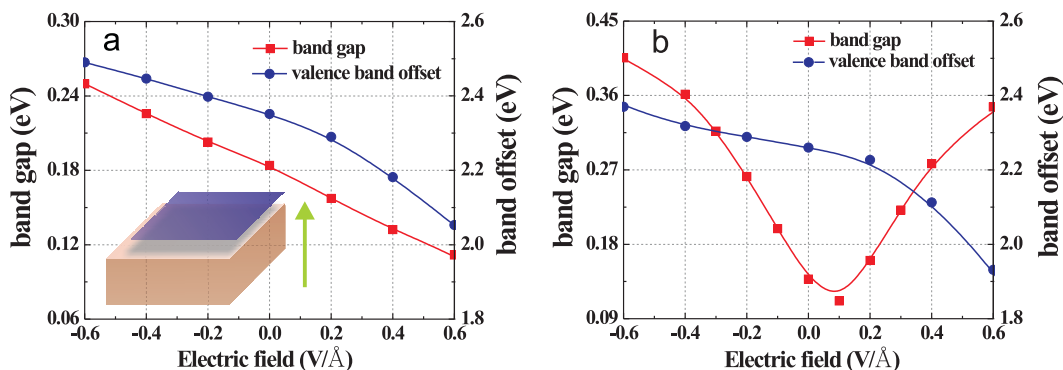 a
band gap
valence band offset
band gap (eV)
0.30
0.24
0.18
0.12
0.06
2.6
2.4
2.2
2.0
1.8
band offset (eV)
-0.6 -0.4 -0.2 0.0 0.2 0.4 0.6
Electric field (V/Å)
b
band gap
valence band offset
band gap (eV)
0.45
0.36
0.27
0.18
0.09
2.6
2.4
2.2
2.0
1.8
band offset (eV)
-0.6 -0.4 -0.2 0.0 0.2 0.4 0.6
Electric field (V/Å)